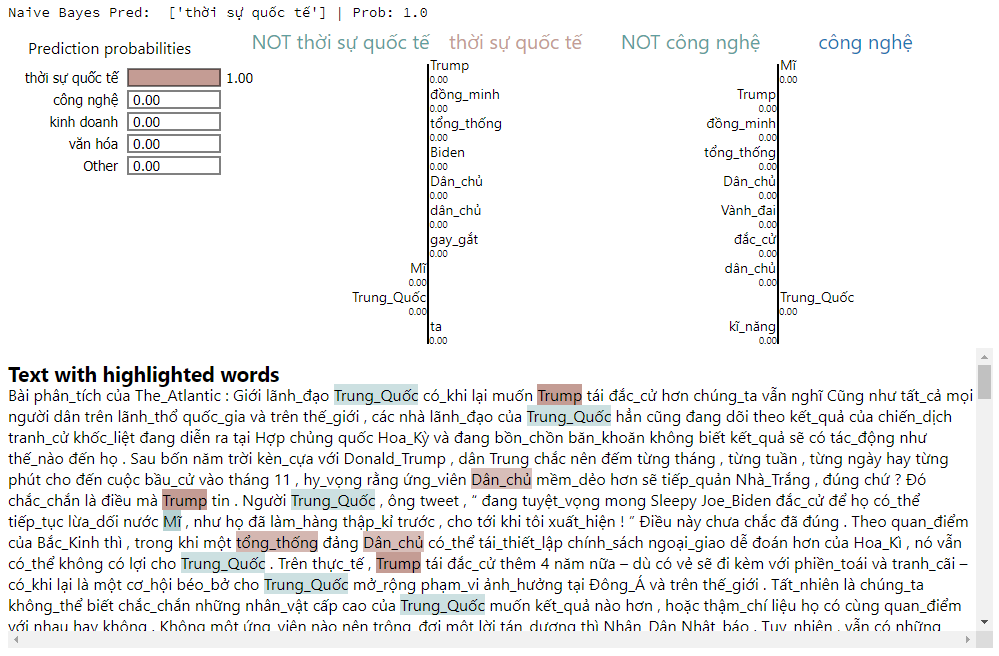 Naive Bayes Pred:  ['thời sự quốc tế'] | Prob: 1.0
Prediction probabilities
thời sự quốc tế 1.00
công nghệ 0.00
kinh doanh 0.00
văn hóa 0.00
Other 0.00
NOT thời sự quốc tế thời sự quốc tế
Trump
0.00
đồng_minh
0.00
tổng_thống
0.00
Biden
0.00
Dân_chủ
0.00
dân_chủ
0.00
gay_gắt
0.00
Mĩ
0.00
Trung_Quốc
0.00
ta
0.00
NOT công nghệ công nghệ
Mĩ
0.00
Trump
0.00
đồng_minh
0.00
tổng_thống
0.00
Dân_chủ
0.00
Vành_đai
0.00
đắc_cử
0.00
dân_chủ
0.00
Trung_Quốc
0.00
kĩ_năng
0.00
Text with highlighted words
Bài phân_tích của The_Atlantic : Giới lãnh_đạo Trung_Quốc có_khi lại muốn Trump tái đắc_cử hơn chúng_ta vẫn nghĩ Cũng như tất_cả mọi
người dân trên lãnh_thổ quốc_gia và trên thế_giới , các nhà lãnh_đạo của Trung_Quốc hẳn cũng đang dõi theo kết_quả của chiến_dịch
tranh_cử khốc_liệt đang diễn ra tại Hợp chủng quốc Hoa_Kỳ và đang bồn_chồn băn_khoăn không biết kết_quả sẽ có tác_động như
thế_nào đến họ . Sau bốn năm trời kèn_cựa với Donald_Trump , dân Trung chắc nên đếm từng tháng , từng tuần , từng ngày hay từng
phút cho đến cuộc bầu_cử vào tháng 11 , hy_vọng rằng ứng_viên Dân_chủ mềm_dẻo hơn sẽ tiếp_quản Nhà_Trắng , đúng chứ ? Đó
chắc_chắn là điều mà Trump tin . Người Trung_Quốc , ông tweet , “ đang tuyệt_vọng mong Sleepy Joe_Biden đắc_cử để họ có_thể
tiếp_tục lừa_dối nước Mĩ , như họ đã làm_hàng thập_kỉ trước , cho tới khi tôi xuất_hiện ! ” Điều này chưa chắc đã đúng . Theo quan_điểm
của Bắc_Kinh thì , trong khi một tổng_thống đảng Dân_chủ có_thể tái_thiết_lập chính_sách ngoại_giao dễ đoán hơn của Hoa_Kì , nó vẫn
có_thể không có lợi cho Trung_Quốc . Trên thực_tế , Trump tái đắc_cử thêm 4 năm nữa – dù có vẻ sẽ đi kèm với phiền_toái và tranh_cãi –
có_khi lại là một cơ_hội béo_bở cho Trung_Quốc mở_rộng phạm_vi ảnh_hưởng tại Đông_Á và trên thế_giới . Tất_nhiên là chúng_ta
không_thể biết chắc_chắn những nhân_vật cấp cao của Trung_Quốc muốn kết_quả nào hơn , hoặc thậm_chí liệu họ có cùng quan_điểm
với nhau hay không . Không một ứng_viên nào nên trông_đợi một lời tán_dương thì Nhân_Dân Nhật_báo . Tuy_nhiên , vẫn có những